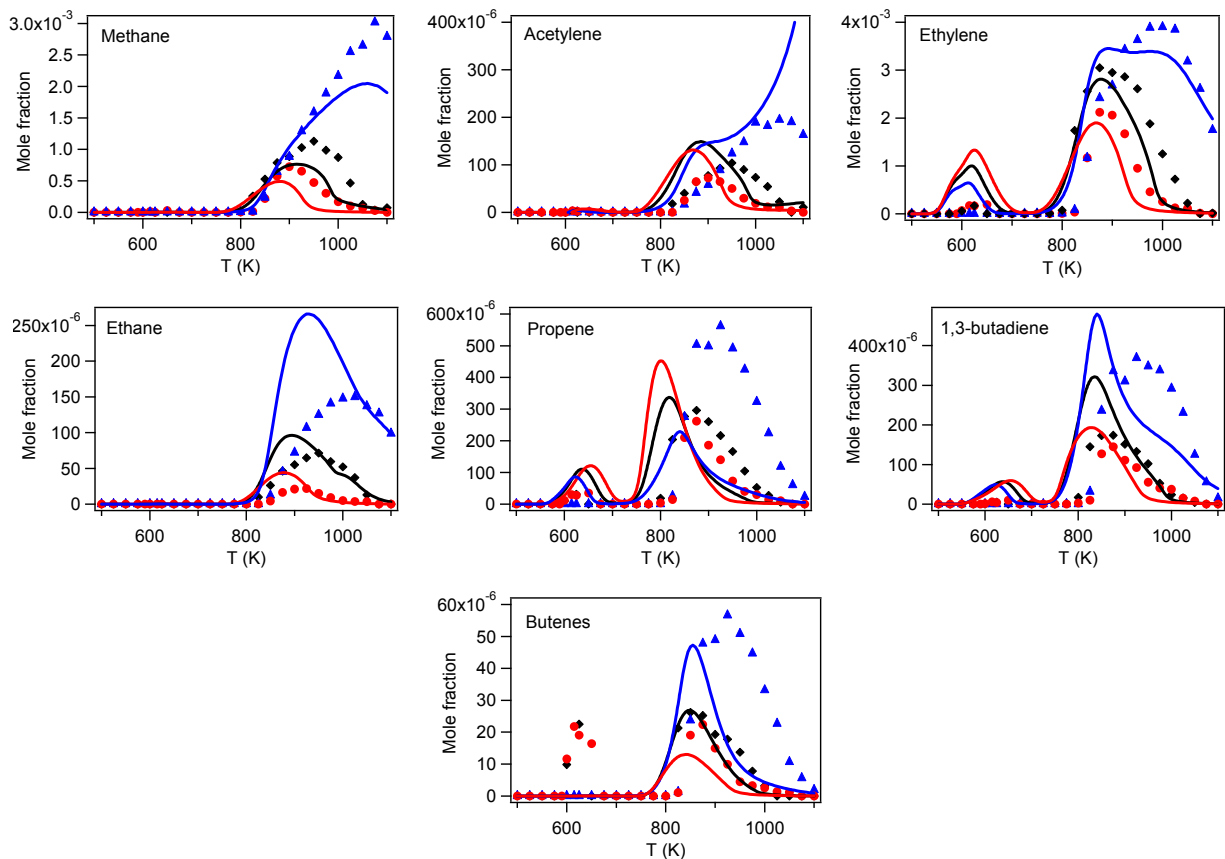 Methane
Mole fraction
3.0x10⁻³
2.5
2.0
1.5
1.0
0.5
0.0
600 800 1000
T (K)
Acetylene
Mole fraction
400x10⁻⁶
300
200
100
0
600 800 1000
T (K)
Ethylene
Mole fraction
4x10⁻³
3
2
1
0
600 800 1000
T (K)
Ethane
Mole fraction
250x10⁻⁶
200
150
100
50
0
600 800 1000
T (K)
Propene
Mole fraction
600x10⁻⁶
500
400
300
200
100
0
600 800 1000
T (K)
1,3-butadiene
Mole fraction
400x10⁻⁶
300
200
100
0
600 800 1000
T (K)
Butenes
Mole fraction
60x10⁻⁶
50
40
30
20
10
0
600 800 1000
T (K)